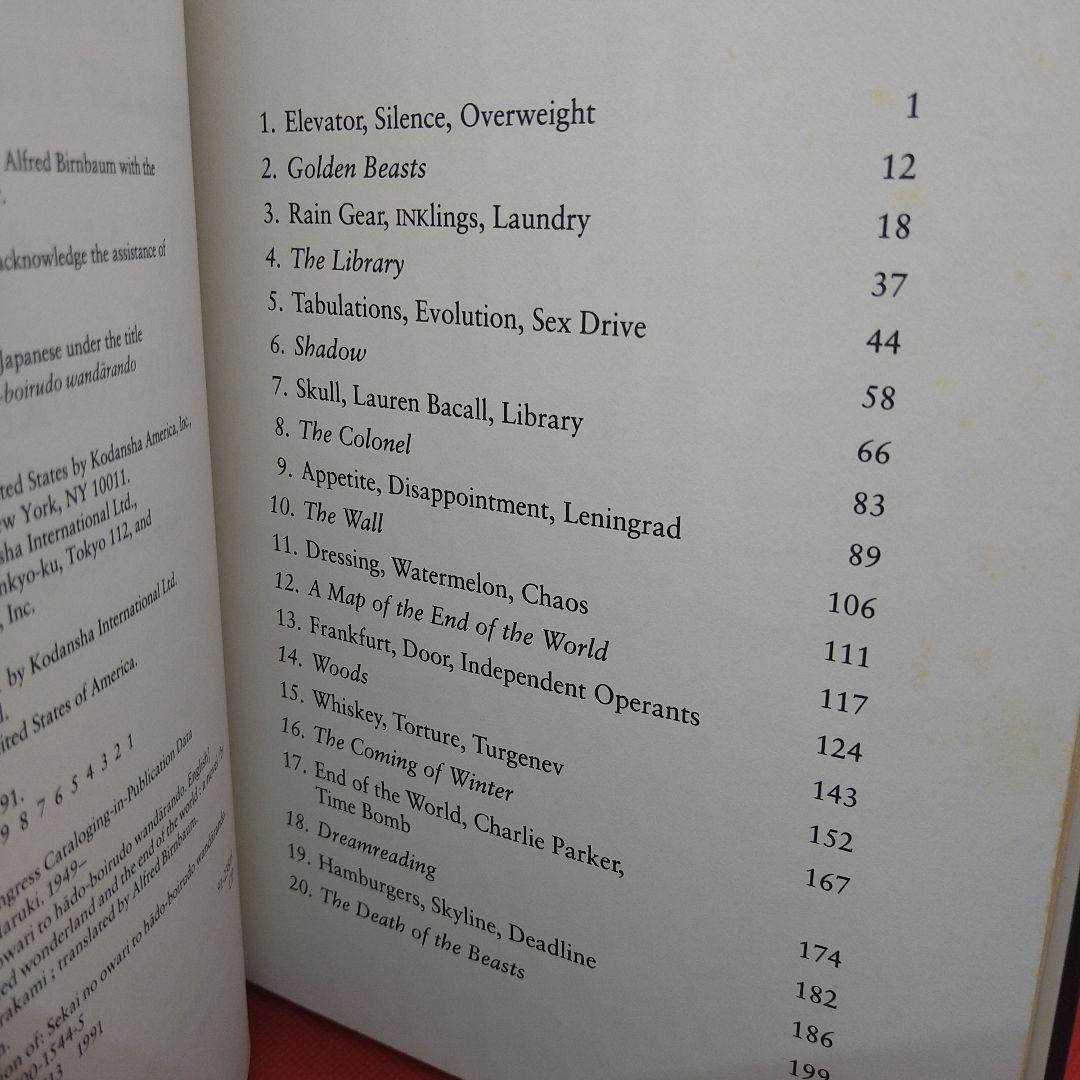 Alfred Birnbaum with the
acknowledge the assistance of
Japanese under the title
-boirudo wandārando
ted States by Kodansha America, Inc.,
ew York, NY 10011.
sha International Ltd.,
nkyo-ku, Tokyo 112, and
, Inc.
by Kodansha International Ltd.
ited States of America.
91.
9 8 7 6 5 4 3 2 1
ngress Cataloging-in-Publication Data
aruki, 1949–
owari to hādo-boirudo wandārando. English]
ed wonderland and the end of the world : a novel / by
rakami ; translated by Alfred Birnbaum.
on of: Sekai no owari to hādo-boirudo wandārando
00-1544-5
13 1991
1. Elevator, Silence, Overweight 1
2. Golden Beasts 12
3. Rain Gear, INKlings, Laundry 18
4. The Library 37
5. Tabulations, Evolution, Sex Drive 44
6. Shadow 58
7. Skull, Lauren Bacall, Library 66
8. The Colonel 83
9. Appetite, Disappointment, Leningrad 89
10. The Wall 106
11. Dressing, Watermelon, Chaos 111
12. A Map of the End of the World 117
13. Frankfurt, Door, Independent Operants 124
14. Woods 143
15. Whiskey, Torture, Turgenev 152
16. The Coming of Winter 167
17. End of the World, Charlie Parker,
Time Bomb 174
18. Dreamreading 182
19. Hamburgers, Skyline, Deadline 186
20. The Death of the Beasts 199